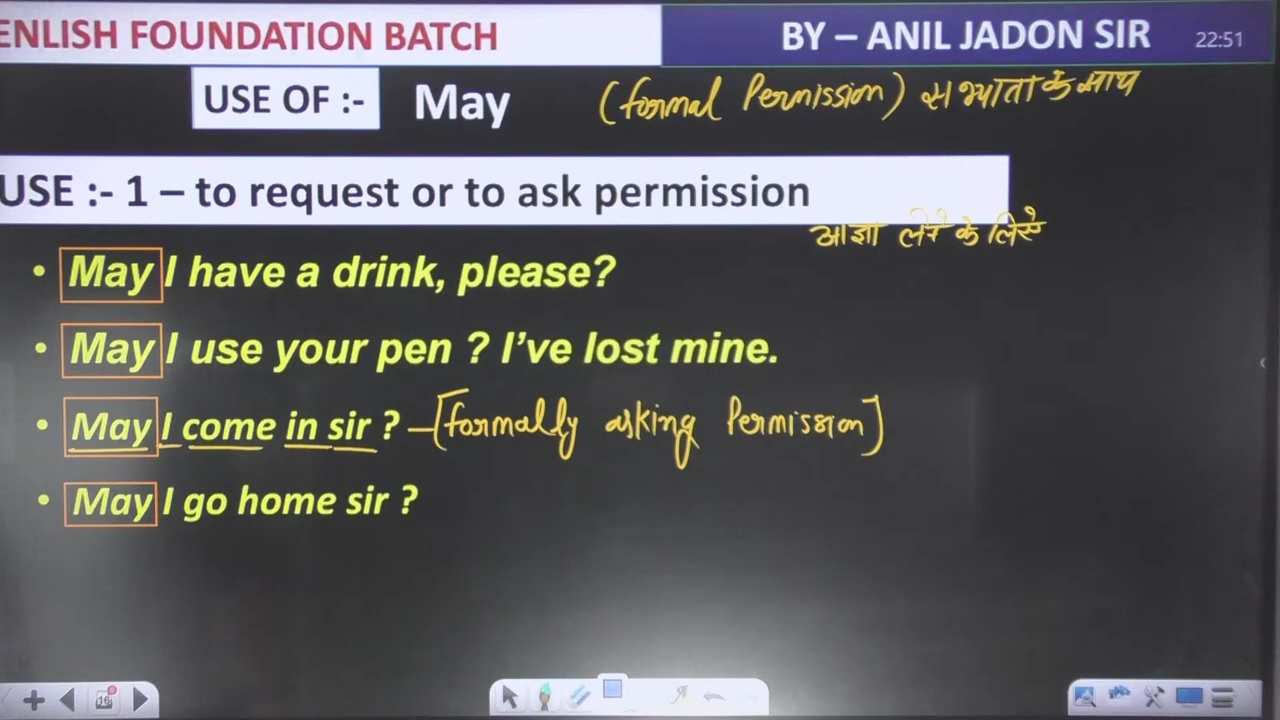 ENLISH FOUNDATION BATCH
BY – ANIL JADON SIR 22:51
USE OF :- May (formal Permission) सभ्याता के साथ
USE :- 1 – to request or to ask permission
आज्ञा लेने के लिए
• May I have a drink, please?
• May I use your pen ? I’ve lost mine.
• May I come in sir ? – [formally asking Permission]
• May I go home sir ?